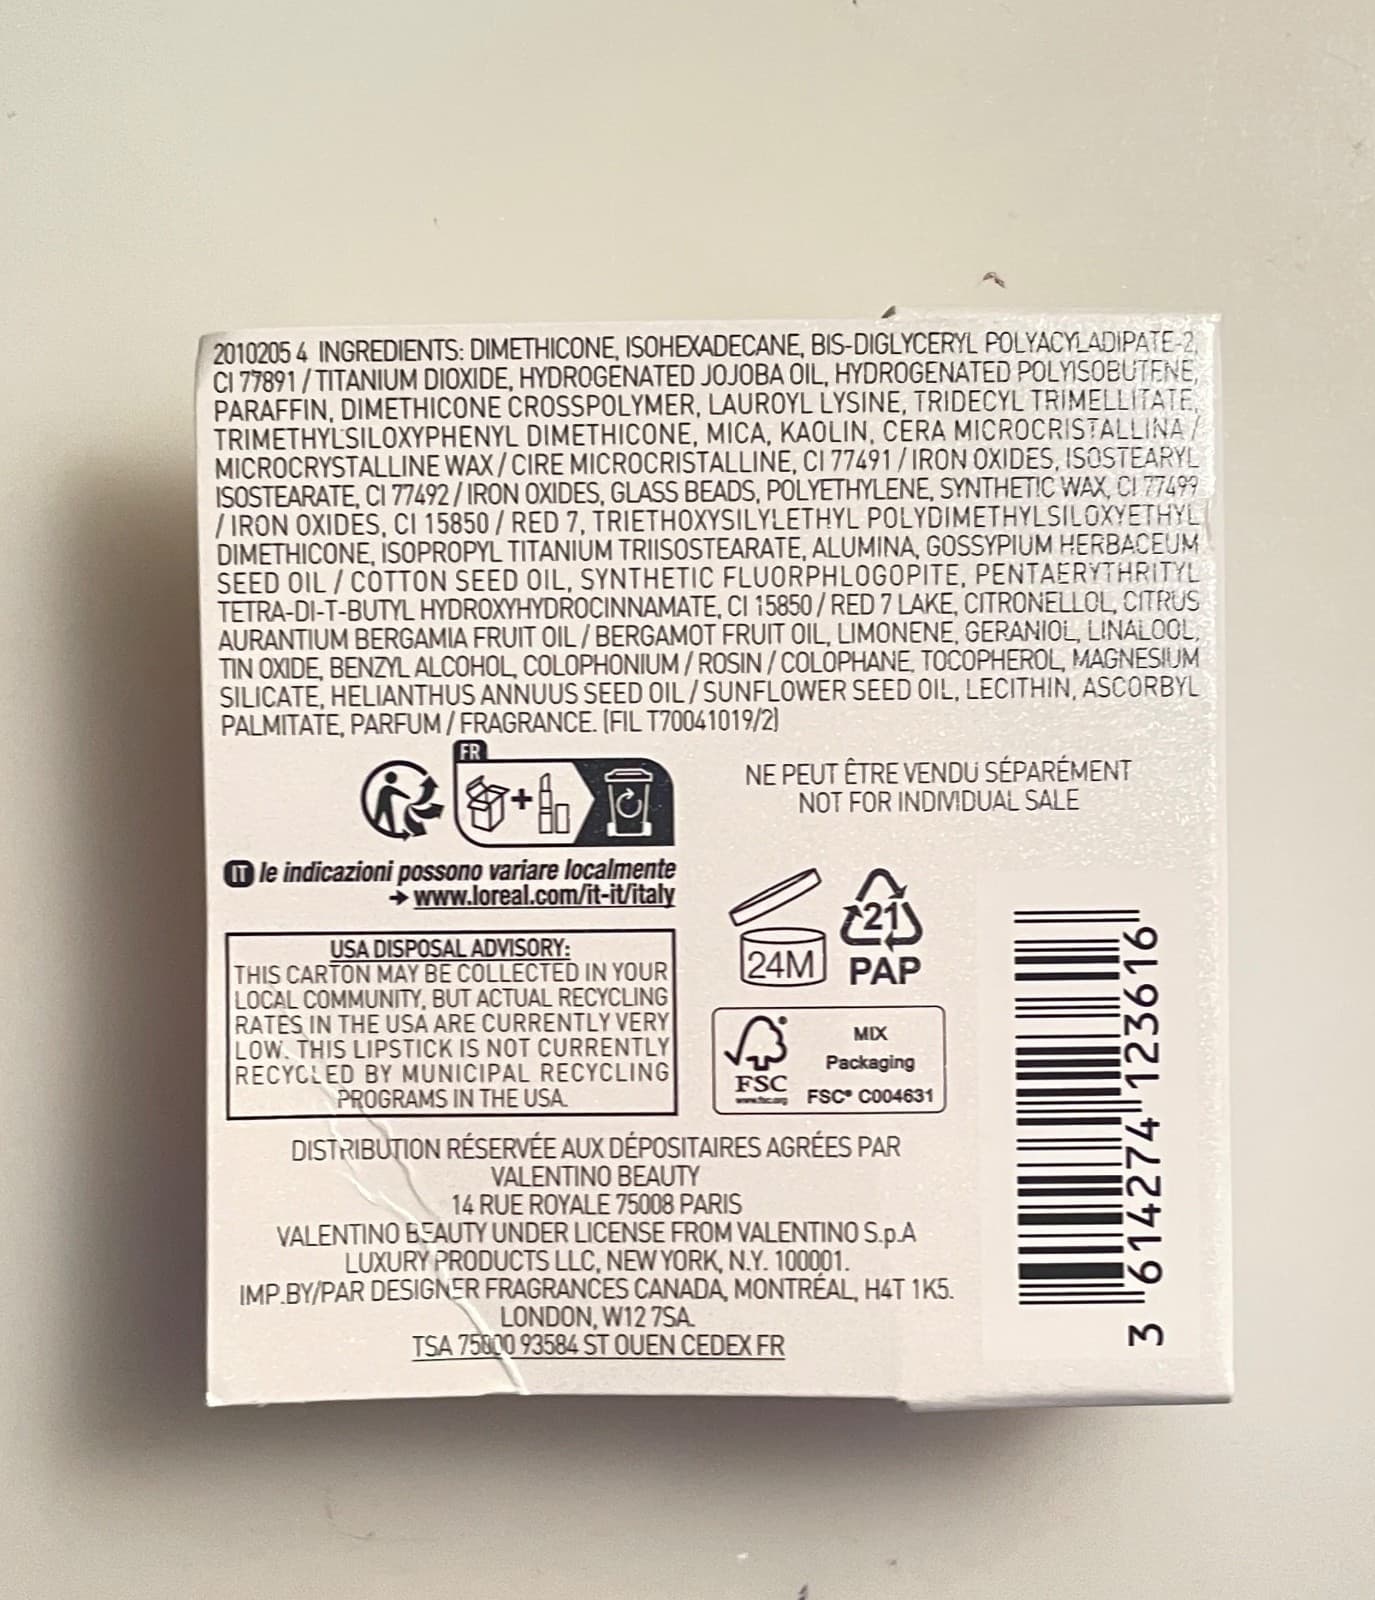 2010205 4 INGREDIENTS: DIMETHICONE, ISOHEXADECANE, BIS-DIGLYCERYL POLYACYLADIPATE-2,
CI 77891 / TITANIUM DIOXIDE, HYDROGENATED JOJOBA OIL, HYDROGENATED POLYISOBUTENE,
PARAFFIN, DIMETHICONE CROSSPOLYMER, LAUROYL LYSINE, TRIDECYL TRIMELLITATE,
TRIMETHYLSILOXYPHENYL DIMETHICONE, MICA, KAOLIN, CERA MICROCRISTALLINA /
MICROCRYSTALLINE WAX / CIRE MICROCRISTALLINE, CI 77491 / IRON OXIDES, ISOSTEARYL
ISOSTEARATE, CI 77492 / IRON OXIDES, GLASS BEADS, POLYETHYLENE, SYNTHETIC WAX, CI 77499
/ IRON OXIDES, CI 15850 / RED 7, TRIETHOXYSILYLETHYL POLYDIMETHYLSILOXYETHYL
DIMETHICONE, ISOPROPYL TITANIUM TRIISOSTEARATE, ALUMINA, GOSSYPIUM HERBACEUM
SEED OIL / COTTON SEED OIL, SYNTHETIC FLUORPHLOGOPITE, PENTAERYTHRITYL
TETRA-DI-T-BUTYL HYDROXYHYDROCINNAMATE, CI 15850 / RED 7 LAKE, CITRONELLOL, CITRUS
AURANTIUM BERGAMIA FRUIT OIL / BERGAMOT FRUIT OIL, LIMONENE, GERANIOL, LINALOOL,
TIN OXIDE, BENZYL ALCOHOL, COLOPHONIUM / ROSIN / COLOPHANE, TOCOPHEROL, MAGNESIUM
SILICATE, HELIANTHUS ANNUUS SEED OIL / SUNFLOWER SEED OIL, LECITHIN, ASCORBYL
PALMITATE, PARFUM / FRAGRANCE. (FIL T70041019/2)
FR
NE PEUT ÊTRE VENDU SÉPARÉMENT
NOT FOR INDIVIDUAL SALE
IT le indicazioni possono variare localmente
→ www.loreal.com/it-it/italy
USA DISPOSAL ADVISORY:
THIS CARTON MAY BE COLLECTED IN YOUR
LOCAL COMMUNITY, BUT ACTUAL RECYCLING
RATES IN THE USA ARE CURRENTLY VERY
LOW. THIS LIPSTICK IS NOT CURRENTLY
RECYCLED BY MUNICIPAL RECYCLING
PROGRAMS IN THE USA.
24M
21
PAP
FSC
www.fsc.org
MIX
Packaging
FSC® C004631
DISTRIBUTION RÉSERVÉE AUX DÉPOSITAIRES AGRÉES PAR
VALENTINO BEAUTY
14 RUE ROYALE 75008 PARIS
VALENTINO BEAUTY UNDER LICENSE FROM VALENTINO S.p.A
LUXURY PRODUCTS LLC, NEW YORK, N.Y. 100001.
IMP.BY/PAR DESIGNER FRAGRANCES CANADA, MONTRÉAL, H4T 1K5.
LONDON, W12 7SA.
TSA 75000 93584 ST OUEN CEDEX FR
3 614274 123616